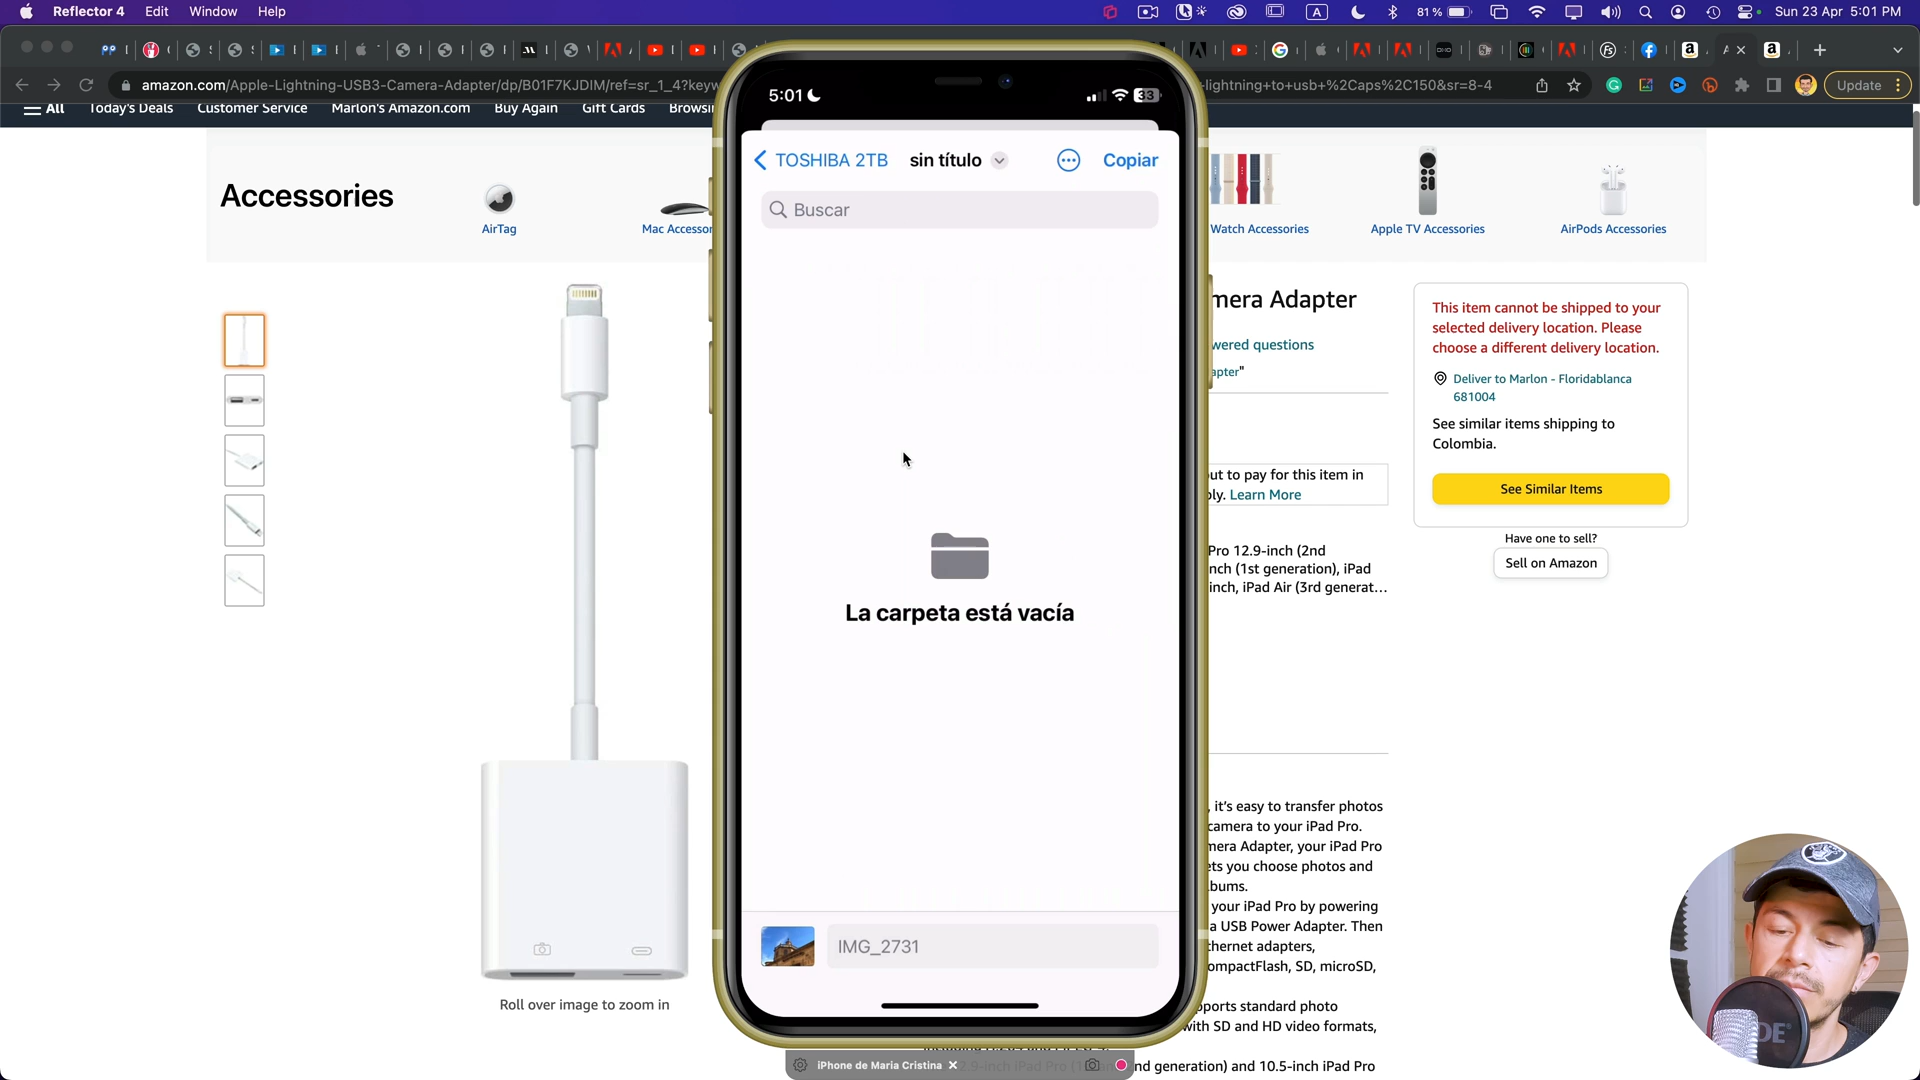 Reflector 4 Edit Window Help
81 % Sun 23 Apr 5:01 PM
amazon.com/Apple-Lightning-USB3-Camera-Adapter/dp/B01F7KJDIM/ref=sr_1_4?keyw
-lightning+to+usb+%2Caps%2C150&sr=8-4
Update
All Today's Deals Customer Service Marlon's Amazon.com Buy Again Gift Cards Browsin
Accessories
AirTag
Mac Accessor
Watch Accessories
Apple TV Accessories
AirPods Accessories
5:01
33
TOSHIBA 2TB sin título Copiar
Buscar
La carpeta está vacía
IMG_2731
iPhone de Maria Cristina
mera Adapter
wered questions
apter"
out to pay for this item in
ply. Learn More
Pro 12.9-inch (2nd
nch (1st generation), iPad
inch, iPad Air (3rd generat...
, it's easy to transfer photos
camera to your iPad Pro.
mera Adapter, your iPad Pro
ets you choose photos and
lbums.
your iPad Pro by powering
a USB Power Adapter. Then
thernet adapters,
ompactFlash, SD, microSD,
pports standard photo
with SD and HD video formats,
nd generation) and 10.5-inch iPad Pro
This item cannot be shipped to your
selected delivery location. Please
choose a different delivery location.
Deliver to Marlon - Floridablanca
681004
See similar items shipping to
Colombia.
See Similar Items
Have one to sell?
Sell on Amazon
Roll over image to zoom in